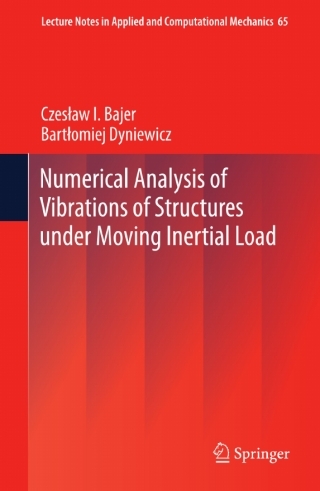 Lecture Notes in Applied and Computational Mechanics 65
Czesław I. Bajer
Bartłomiej Dyniewicz
Numerical Analysis of
Vibrations of Structures
under Moving Inertial Load
Springer